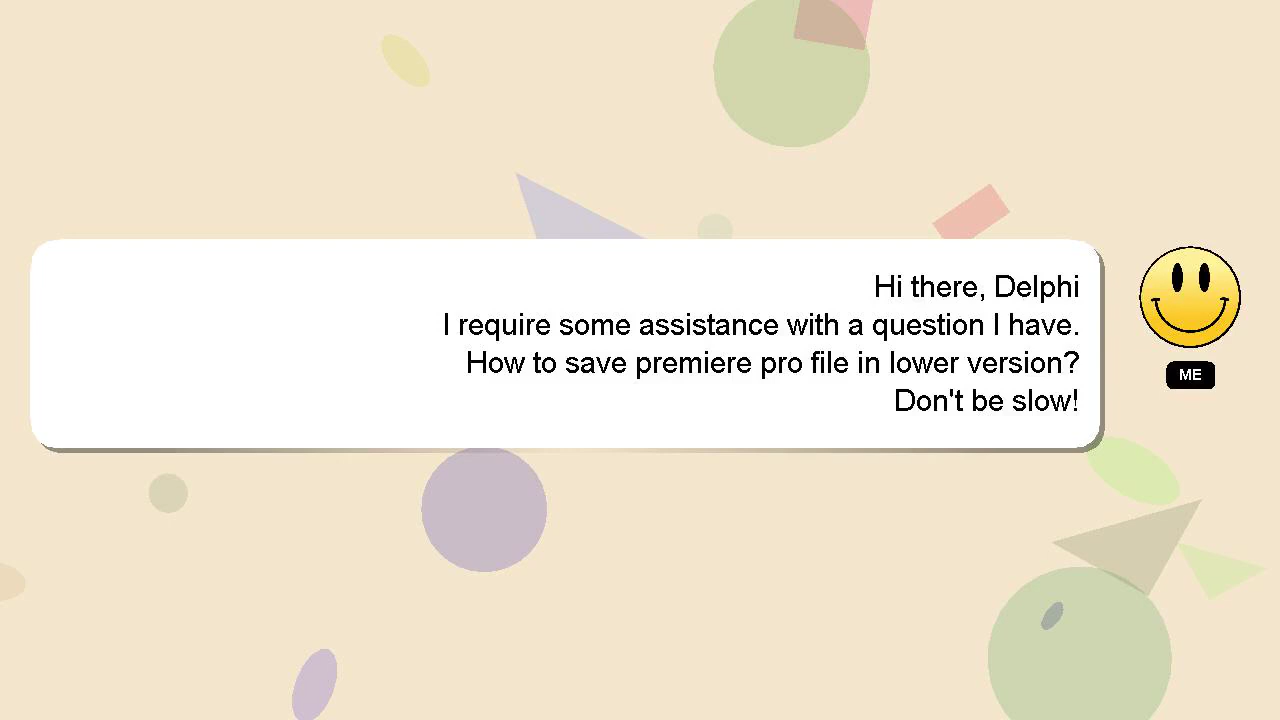 Hi there, Delphi
I require some assistance with a question I have.
How to save premiere pro file in lower version?
Don't be slow!
ME